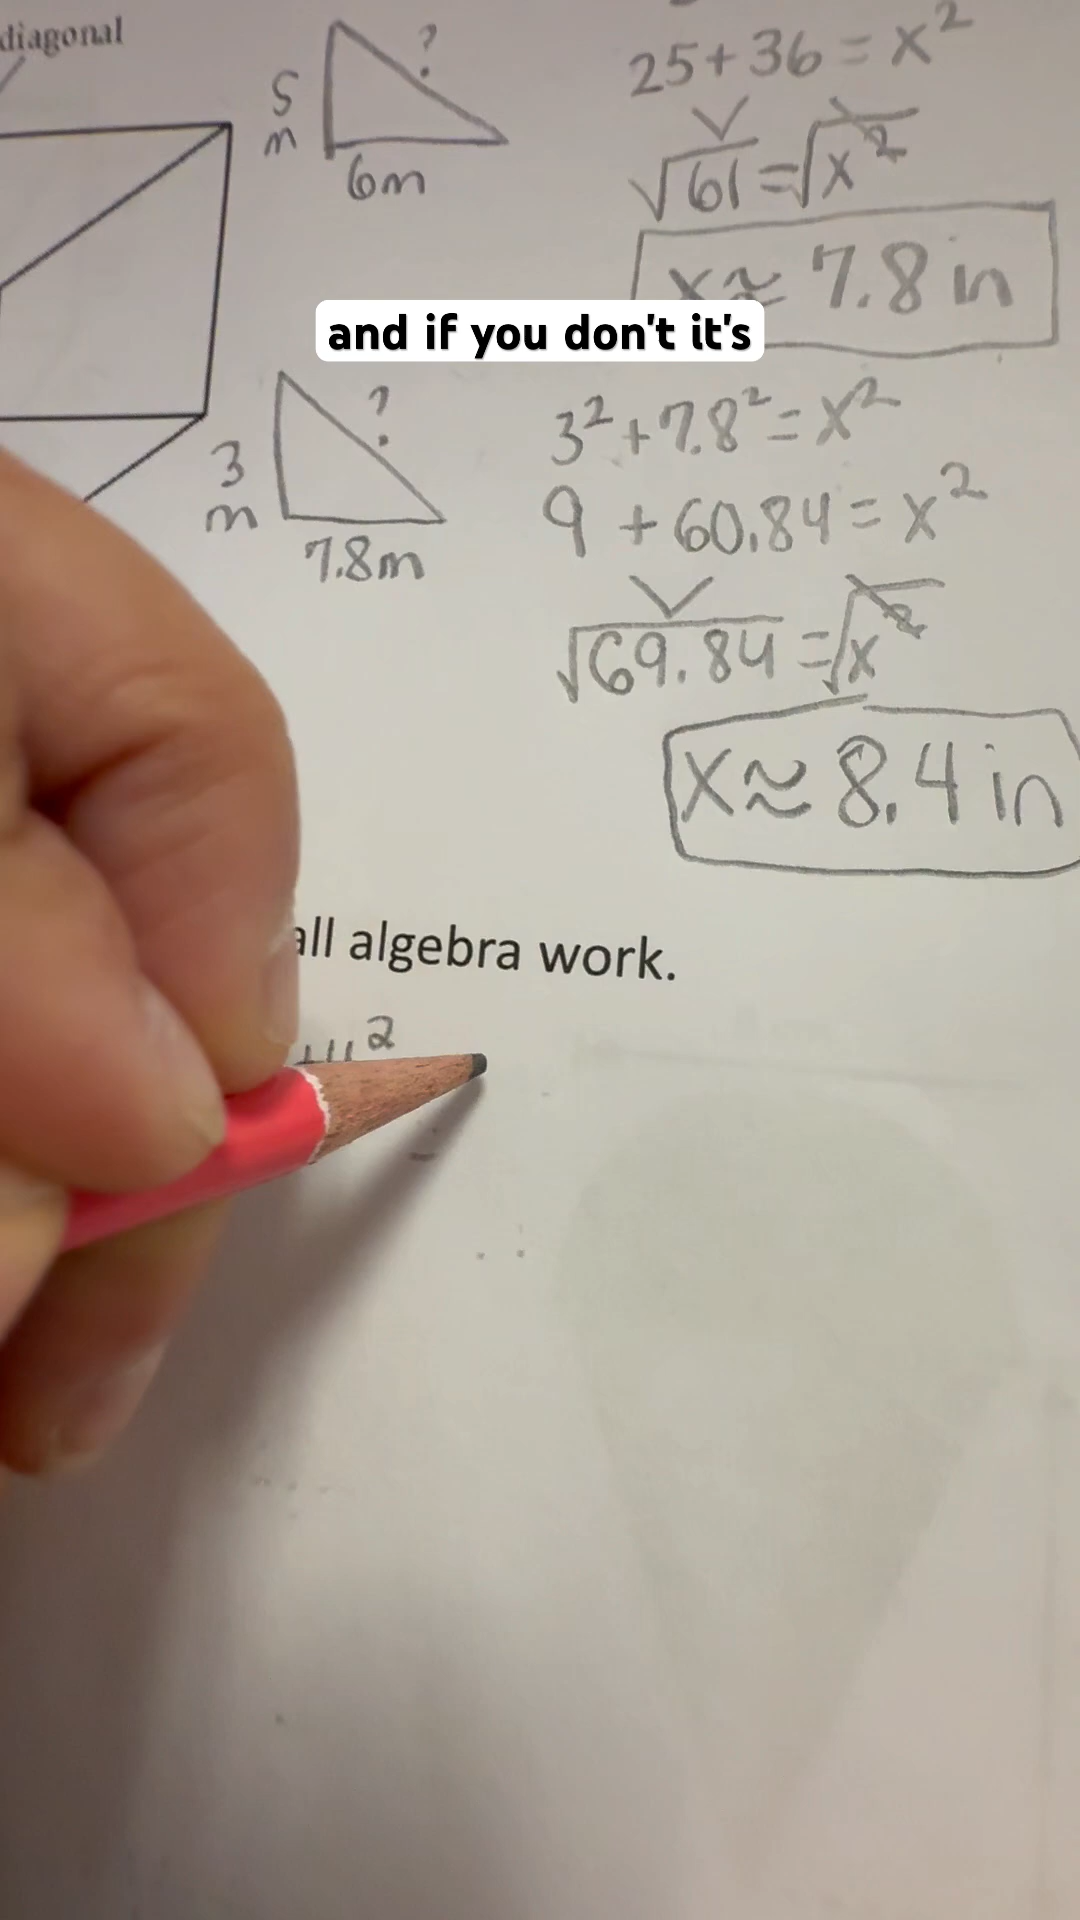 diagonal
?
5
m
6m
25+36=x²
√61=√x²
x≈7.8 in
and if you don't it's
?
3
m
7.8m
3²+7.8²=x²
9+60.84=x²
√69.84=√x²
x≈8.4 in
all algebra work.